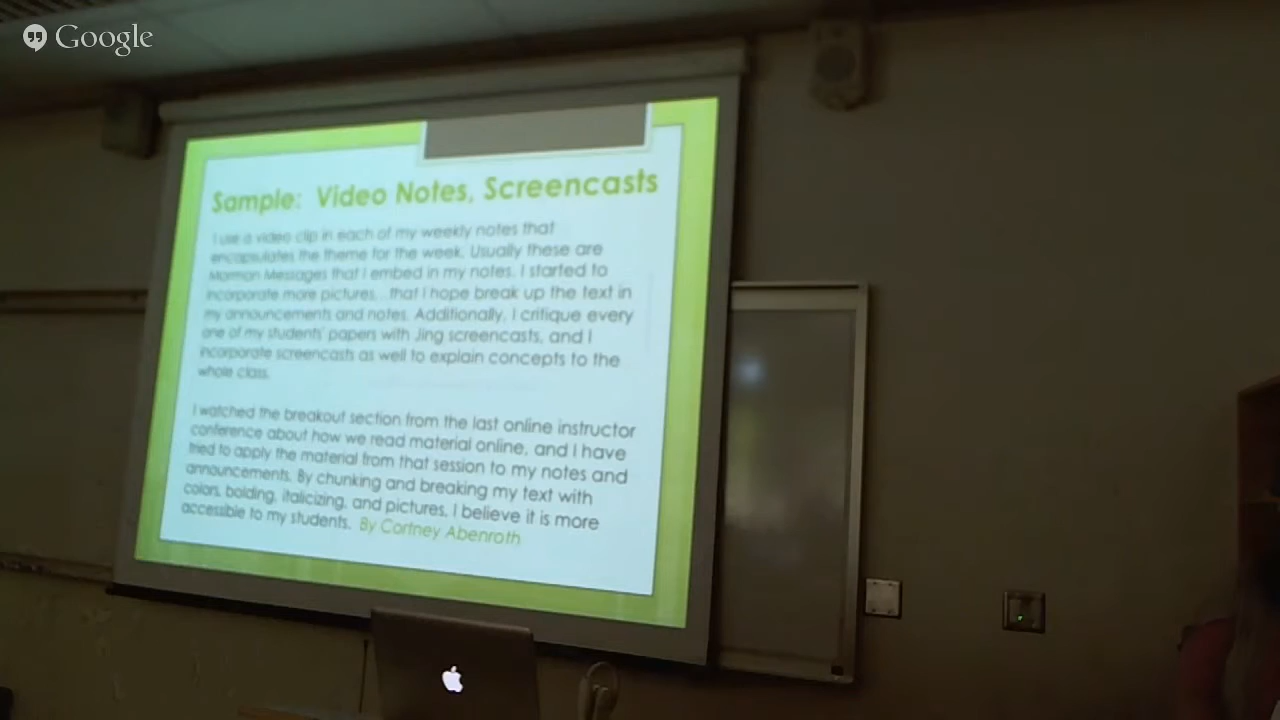 Google
Sample: Video Notes, Screencasts
I use a video clip in each of my weekly notes that
encapsulates the theme for the week. Usually these are
Mormon Messages that I embed in my notes. I started to
incorporate more pictures...that I hope break up the text in
my announcements and notes. Additionally, I critique every
one of my students' papers with Jing screencasts, and I
incorporate screencasts as well to explain concepts to the
whole class.
I watched the breakout section from the last online instructor
conference about how we read material online, and I have
tried to apply the material from that session to my notes and
announcements. By chunking and breaking my text with
colors, bolding, italicizing, and pictures, I believe it is more
accessible to my students. By Cortney Abenroth